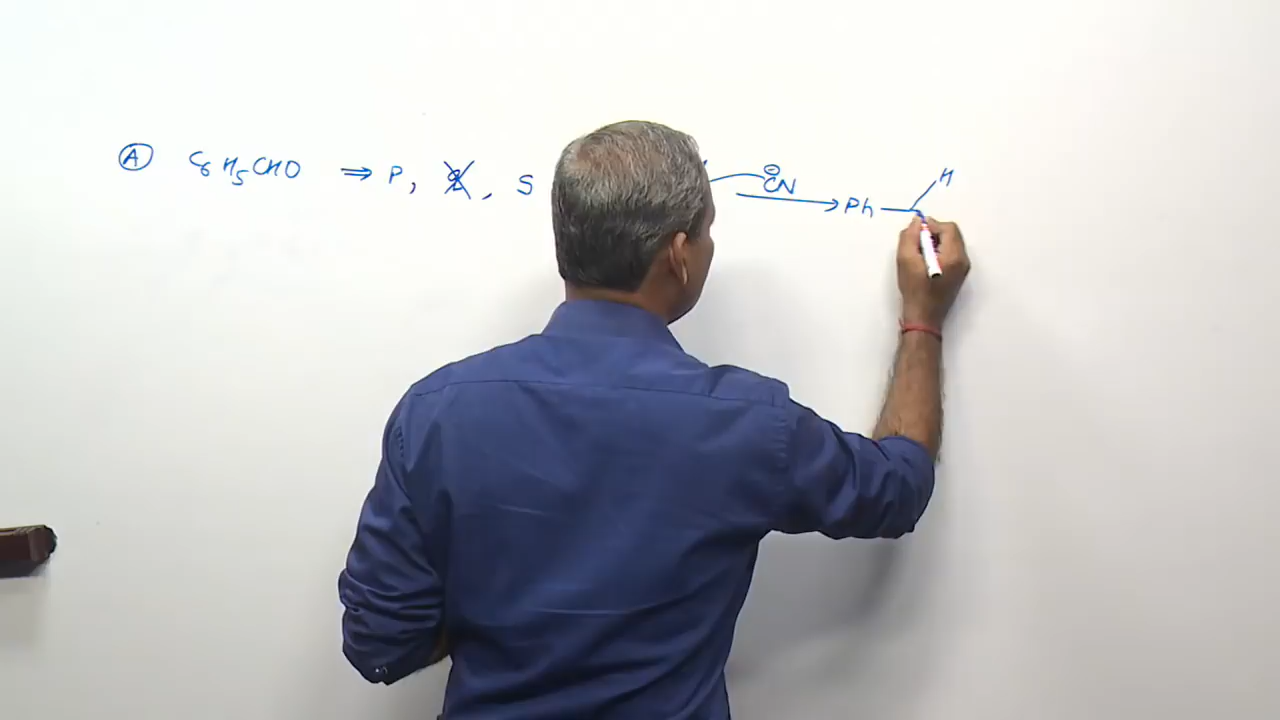 Ⓐ C6H5CHO ⇒ P, S ⊖CN → Ph — H